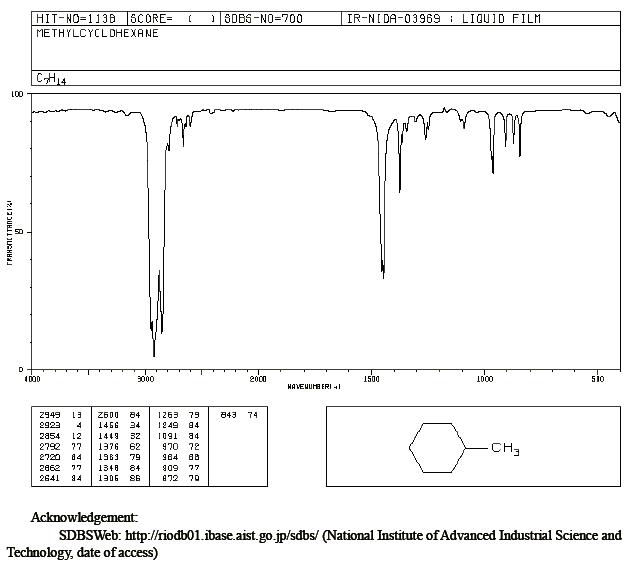 HIT-NO=1138 SCORE= ( ) SDBS-NO=700 IR-NIDA-03969 : LIQUID FILM
METHYLCYCLOHEXANE
C7H14
100
50
0
TRANSMITTANCE(%)
4000 3000 2000 1500 1000 500
WAVENUMBER(-1)
2949 13 2600 84 1263 79 843 74
2923 4 1456 34 1249 84
2854 12 1449 32 1091 84
2792 77 1376 62 970 72
2720 84 1363 79 964 68
2662 77 1348 84 909 77
2641 84 1306 86 872 79
CH3
Acknowledgement:
SDBSWeb: http://riodb01.ibase.aist.go.jp/sdbs/ (National Institute of Advanced Industrial Science and
Technology, date of access)